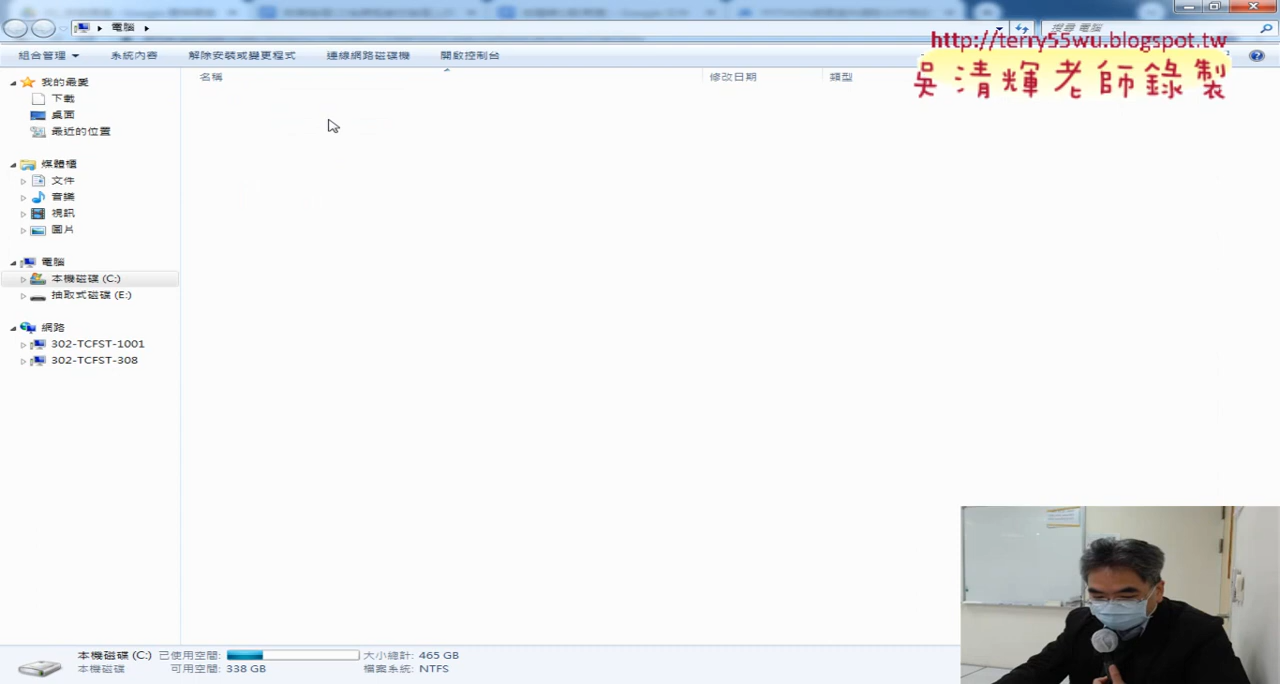 電腦
搜尋 電腦
http://terry55wu.blogspot.tw
吳清輝老師錄製
組合管理 系統內容 解除安裝或變更程式 連線網路磁碟機 開啟控制台
名稱 修改日期 類型
我的最愛
下載
桌面
最近的位置
媒體櫃
文件
音樂
視訊
圖片
電腦
本機磁碟 (C:)
抽取式磁碟 (E:)
網路
302-TCFST-1001
302-TCFST-308
本機磁碟 (C:) 已使用空間: 大小總計: 465 GB
本機磁碟 可用空間: 338 GB 檔案系統: NTFS